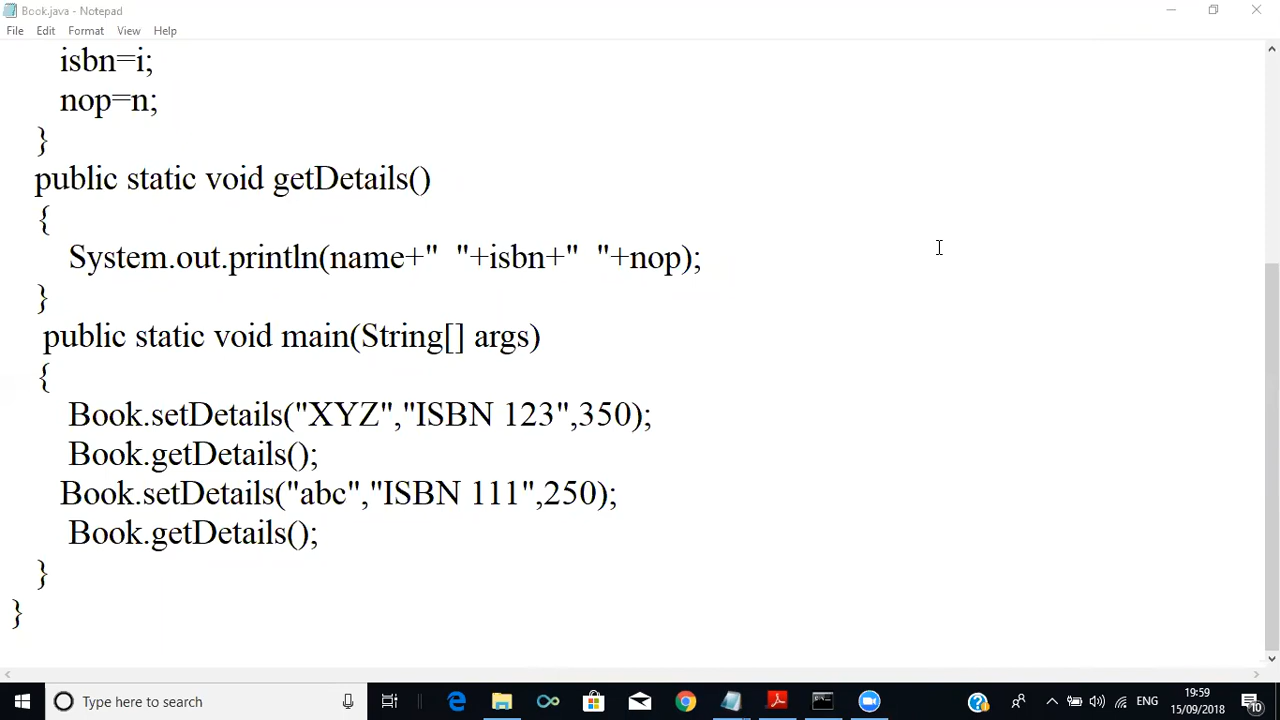 Book.java - Notepad
File Edit Format View Help
isbn=i;
nop=n;
}
public static void getDetails()
{
System.out.println(name+"  "+isbn+"  "+nop);
}
public static void main(String[] args)
{
Book.setDetails("XYZ","ISBN 123",350);
Book.getDetails();
Book.setDetails("abc","ISBN 111",250);
Book.getDetails();
}
}
Type here to search
ENG
19:59
15/09/2018
10